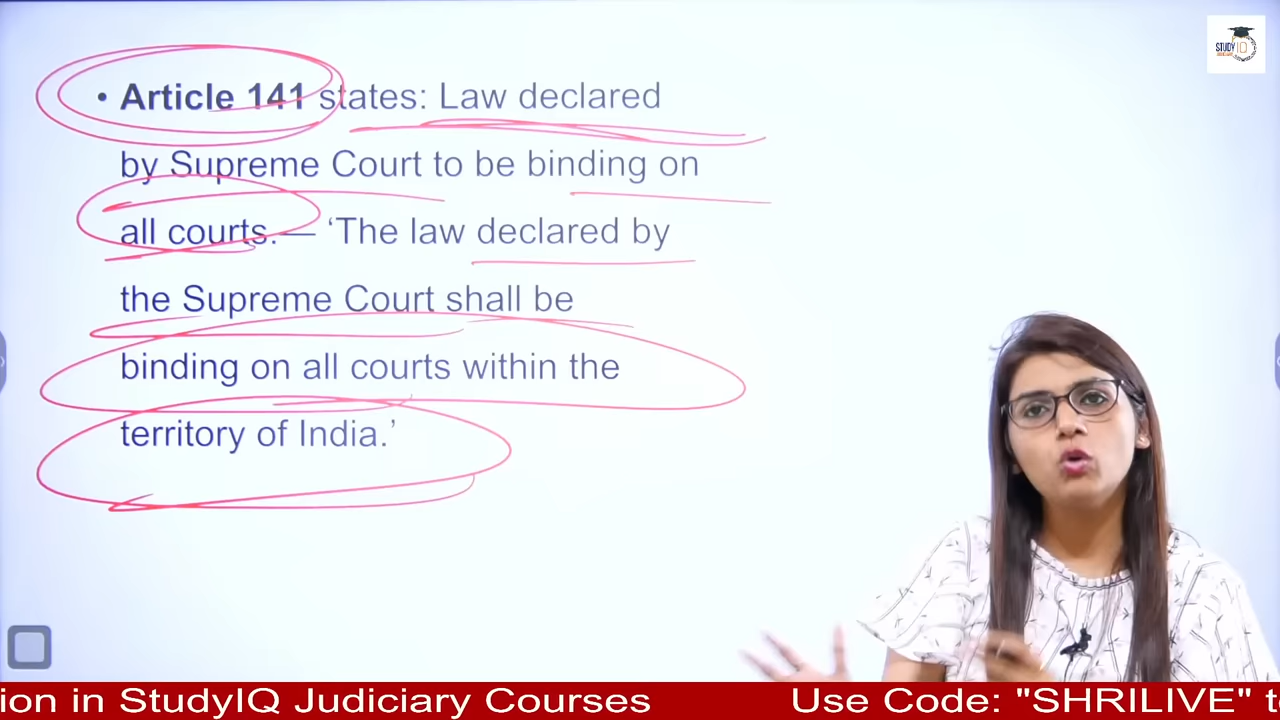 STUDY IQ
• Article 141 states: Law declared
by Supreme Court to be binding on
all courts.— ‘The law declared by
the Supreme Court shall be
binding on all courts within the
territory of India.’
ion in StudyIQ Judiciary Courses Use Code: "SHRILIVE" t